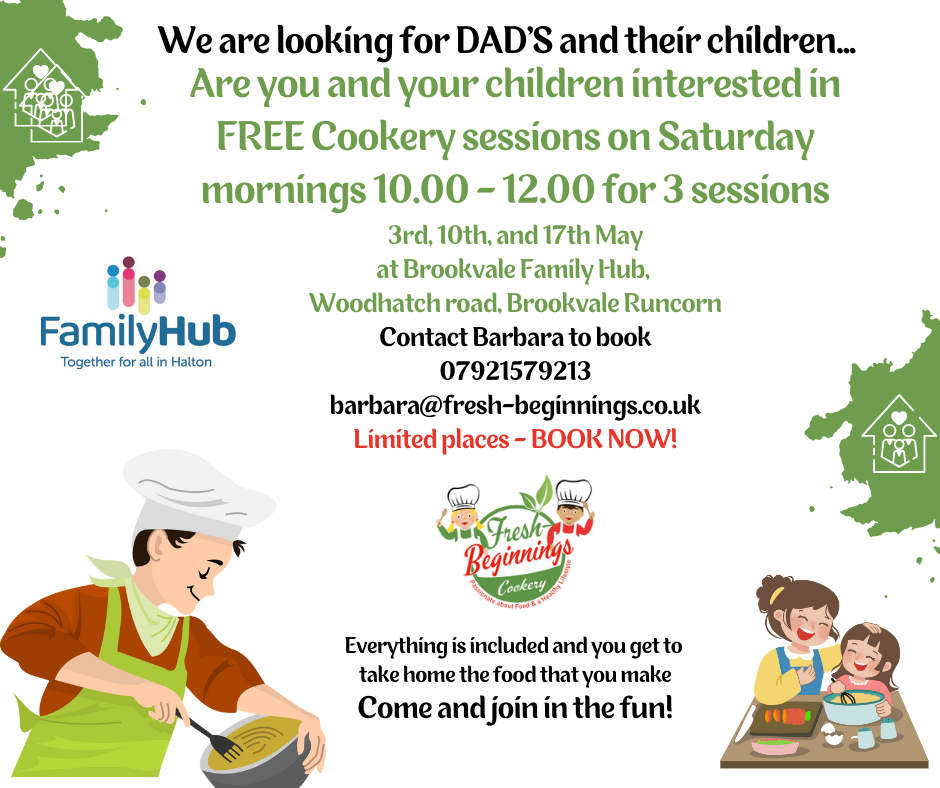 We are looking for DAD'S and their children...
Are you and your children interested in
FREE Cookery sessions on Saturday
mornings 10.00 - 12.00 for 3 sessions
3rd, 10th, and 17th May
at Brookvale Family Hub,
Woodhatch road, Brookvale Runcorn
FamilyHub
Together for all in Halton
Contact Barbara to book
07921579213
barbara@fresh-beginnings.co.uk
Limited places - BOOK NOW!
Fresh-
Beginnings
Cookery
Passionate about Food & a Healthy Lifestyle
Everything is included and you get to
take home the food that you make
Come and join in the fun!